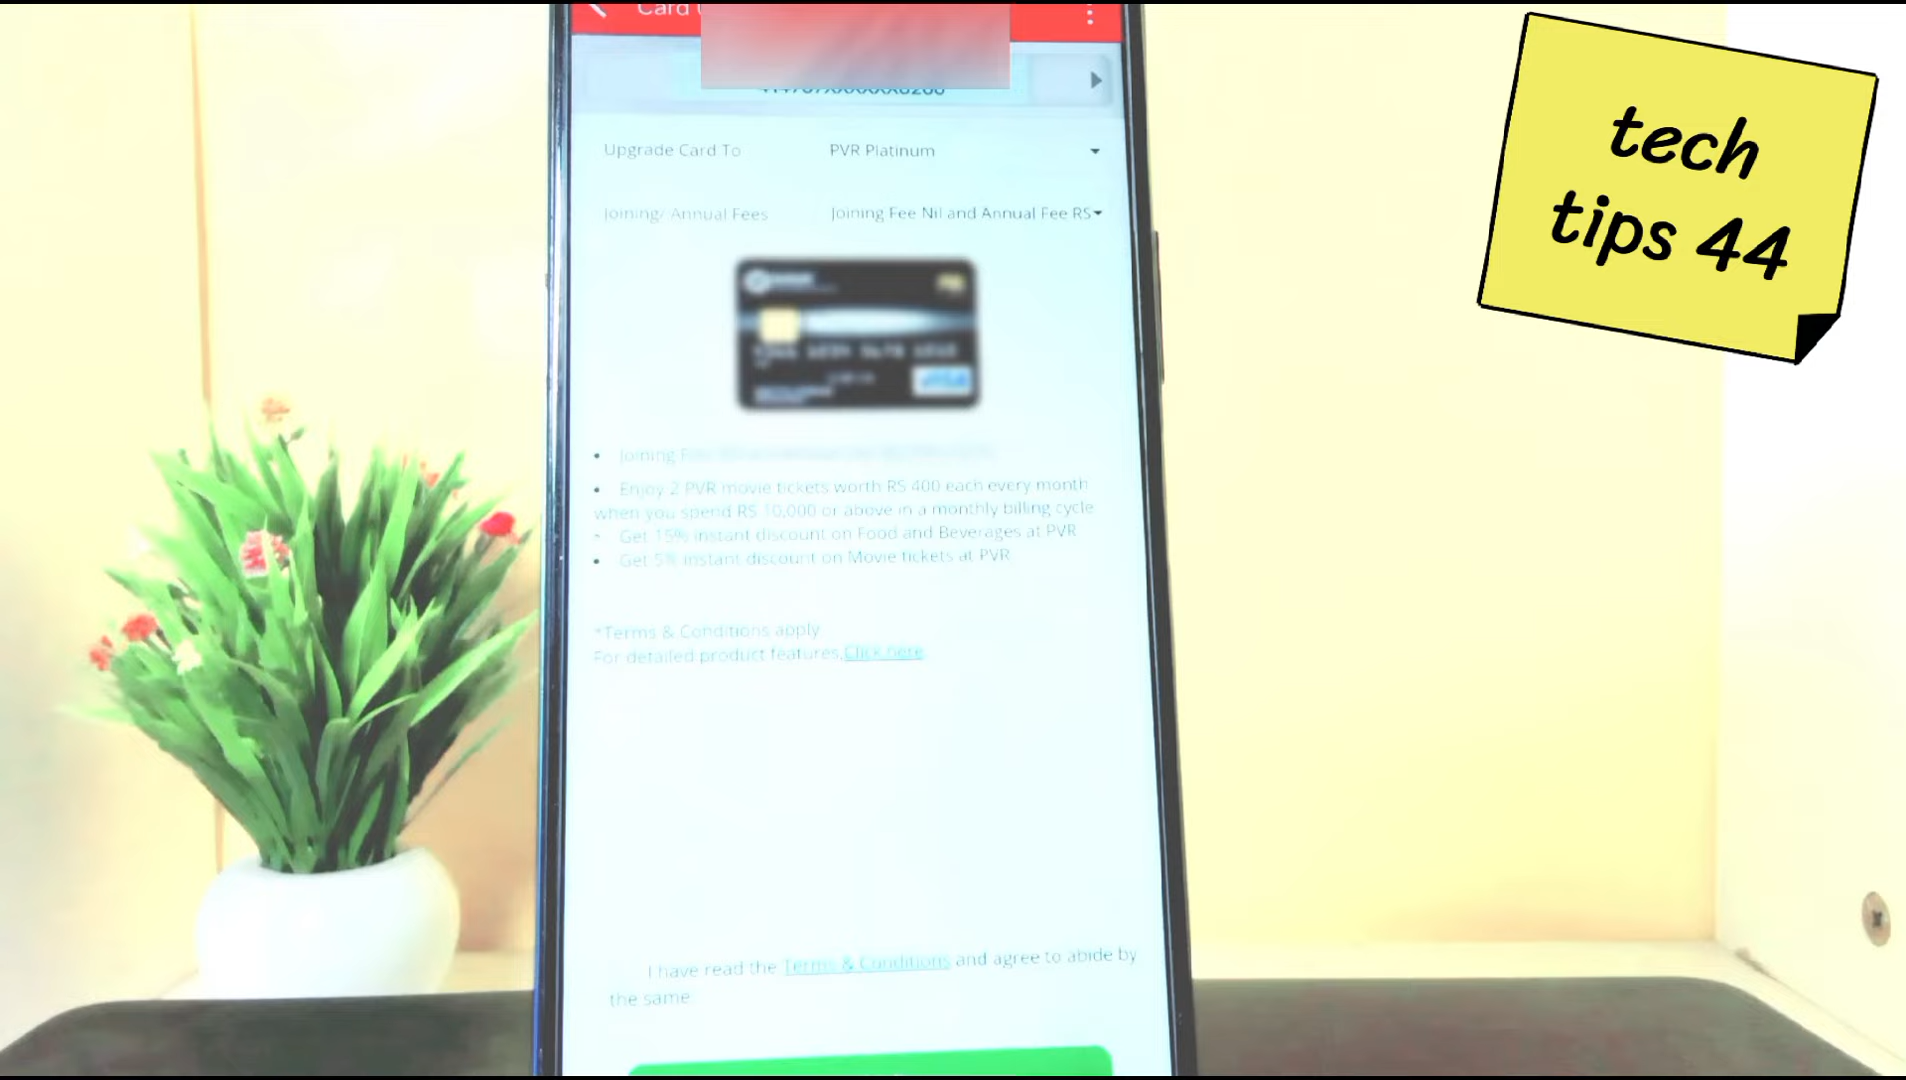 Card
Upgrade Card To PVR Platinum
Joining/ Annual Fees Joining Fee Nil and Annual Fee RS
VISA
• Joining
• Enjoy 2 PVR movie tickets worth RS 400 each every month
when you spend RS 10,000 or above in a monthly billing cycle
• Get 15% instant discount on Food and Beverages at PVR
• Get 5% instant discount on Movie tickets at PVR
*Terms & Conditions apply
For detailed product features,Click here.
I have read the Terms & Conditions and agree to abide by
the same
tech
tips 44